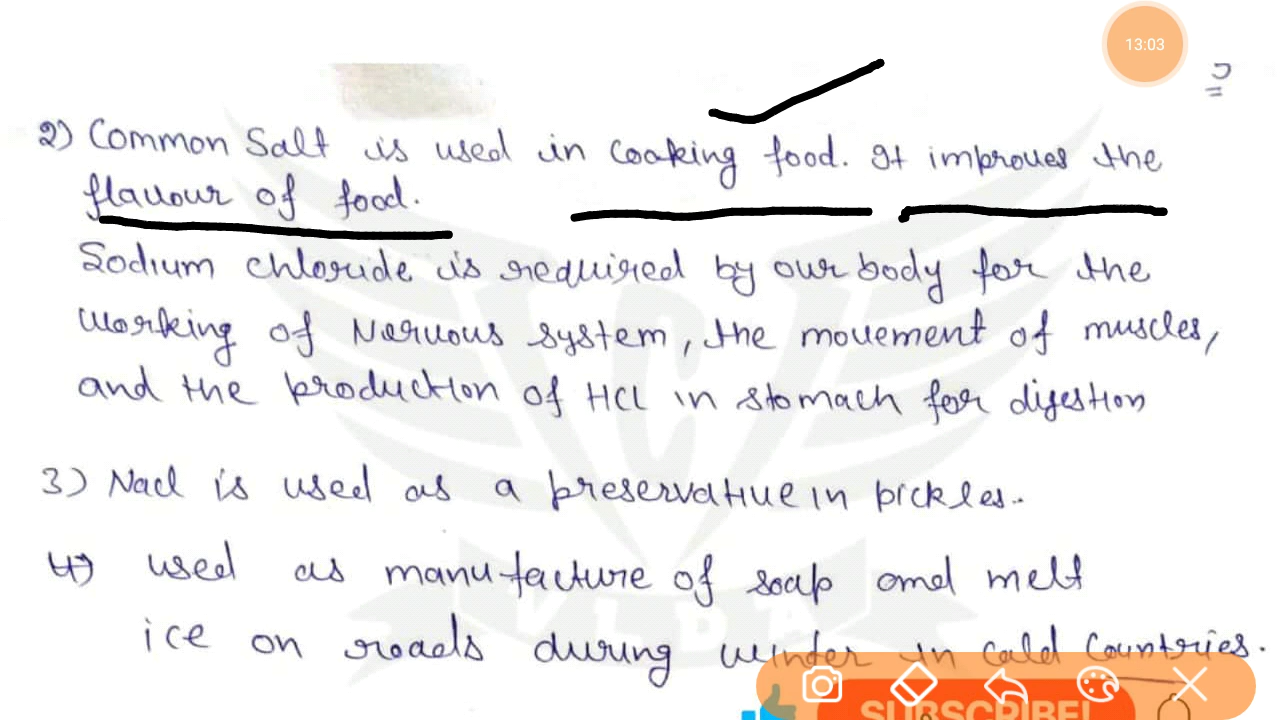 13:03
2) Common Salt is used in cooking food. It improves the
flavour of food.
Sodium chloride is required by our body for the
working of Nervous system, the movement of muscles,
and the production of HCl in stomach for digestion
3) Nacl is used as a preservative in pickles..
4) used as manufacture of soap and melt
ice on roads during winter in cald Countries.
VLDA
SUBSCRIBE!